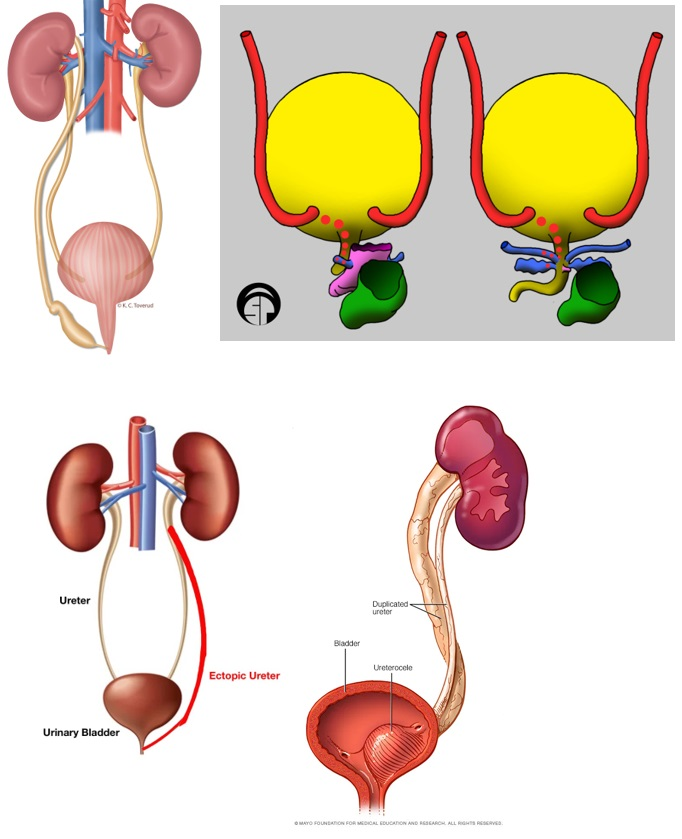 © K. C. Toverud
Ureter
Ectopic Ureter
Urinary Bladder
Duplicated
ureter
Bladder
Ureterocele
© MAYO FOUNDATION FOR MEDICAL EDUCATION AND RESEARCH. ALL RIGHTS RESERVED.